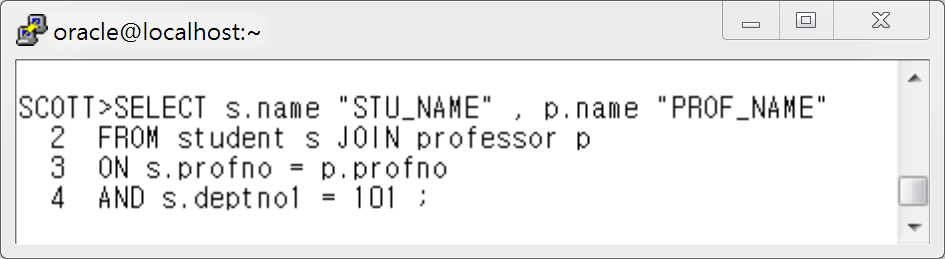 oracle@localhost:~
SCOTT>SELECT s.name "STU_NAME" , p.name "PROF_NAME"
  2  FROM student s JOIN professor p
  3  ON s.profno = p.profno
  4  AND s.deptno1 = 101 ;